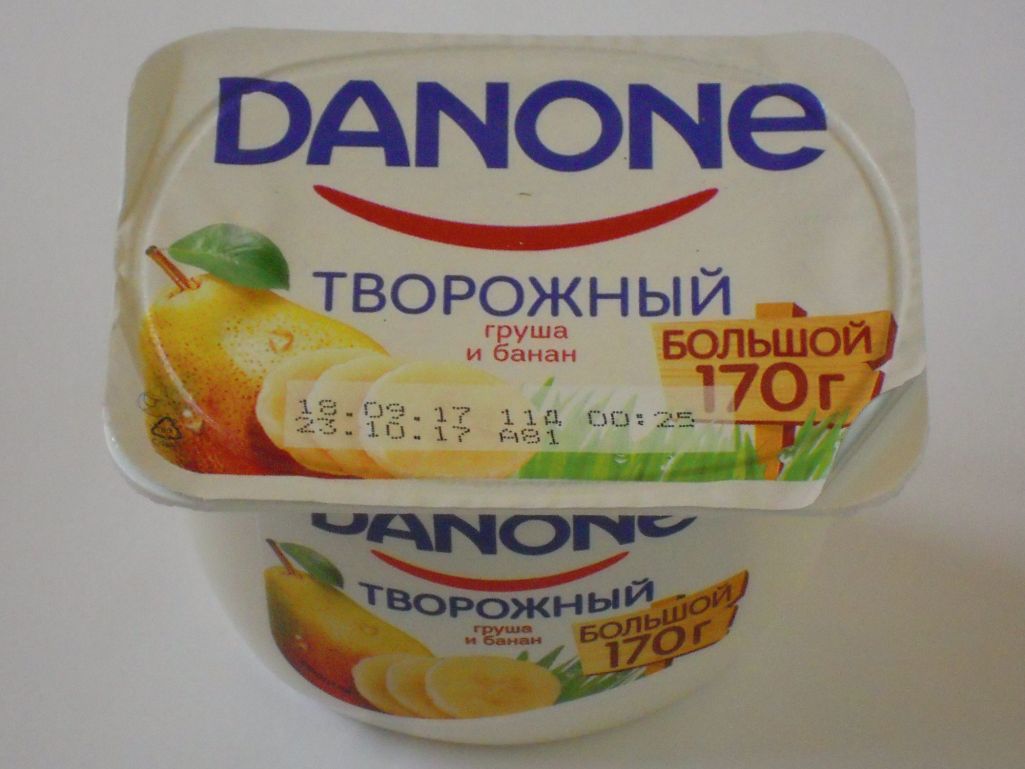 DANONE
ТВОРОЖНЫЙ
груша
и банан
БОЛЬШОЙ
170 г
18.09.17 11Д 00:25
23.10.17 А81
DANONE
ТВОРОЖНЫЙ
груша
и банан
БОЛЬШОЙ
170 г